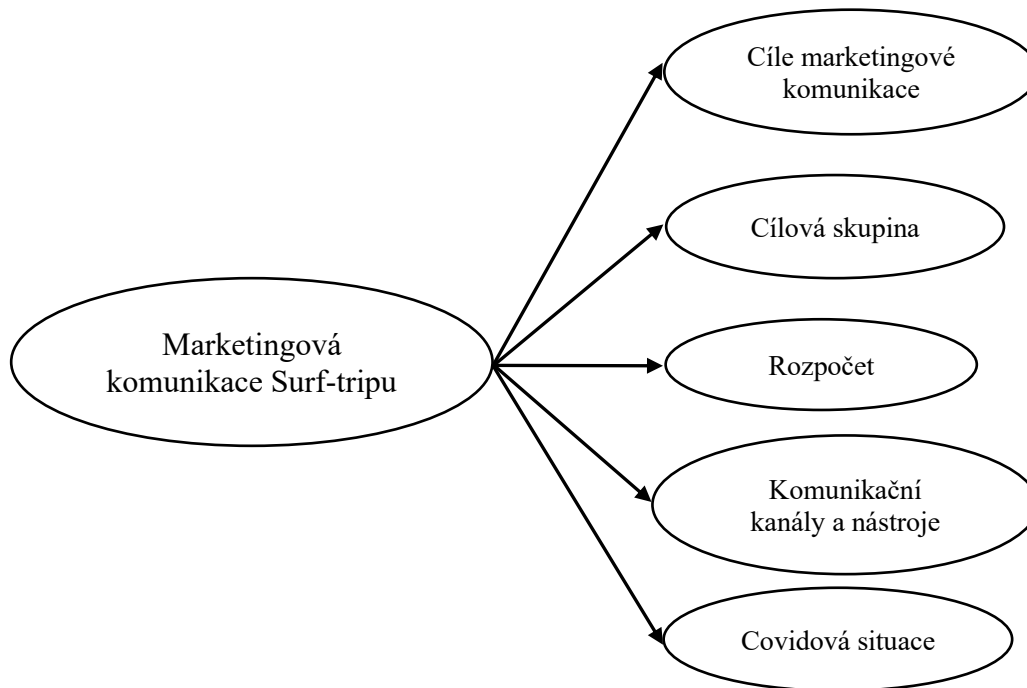 Cíle marketingové
komunikace
Cílová skupina
Marketingová
komunikace Surf-tripu
Rozpočet
Komunikační
kanály a nástroje
Covidová situace